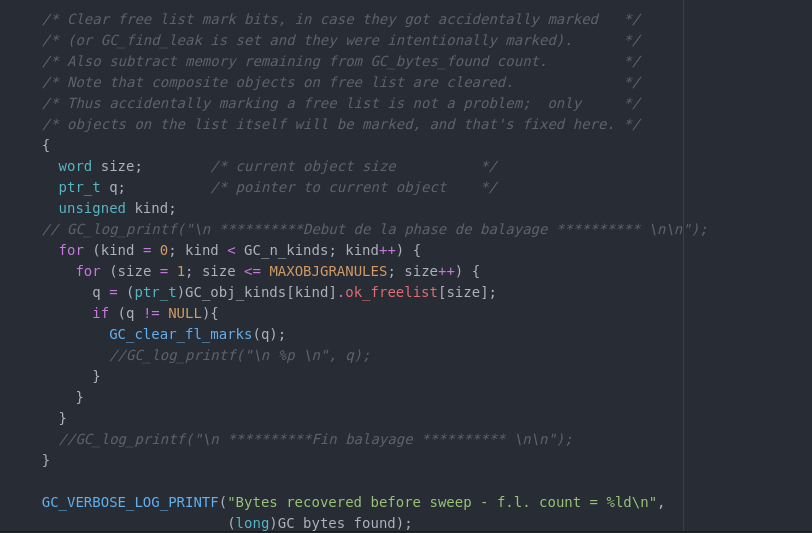 /* Clear free list mark bits, in case they got accidentally marked   */
/* (or GC_find_leak is set and they were intentionally marked).      */
/* Also subtract memory remaining from GC_bytes_found count.         */
/* Note that composite objects on free list are cleared.             */
/* Thus accidentally marking a free list is not a problem;  only     */
/* objects on the list itself will be marked, and that's fixed here. */
{
  word size;        /* current object size          */
  ptr_t q;          /* pointer to current object    */
  unsigned kind;
// GC_log_printf("\n **********Debut de la phase de balayage ********** \n\n");
  for (kind = 0; kind < GC_n_kinds; kind++) {
    for (size = 1; size <= MAXOBJGRANULES; size++) {
      q = (ptr_t)GC_obj_kinds[kind].ok_freelist[size];
      if (q != NULL){
        GC_clear_fl_marks(q);
        //GC_log_printf("\n %p \n", q);
      }
    }
  }
  //GC_log_printf("\n **********Fin balayage ********** \n\n");
}

GC_VERBOSE_LOG_PRINTF("Bytes recovered before sweep - f.l. count = %ld\n",
                      (long)GC_bytes_found);